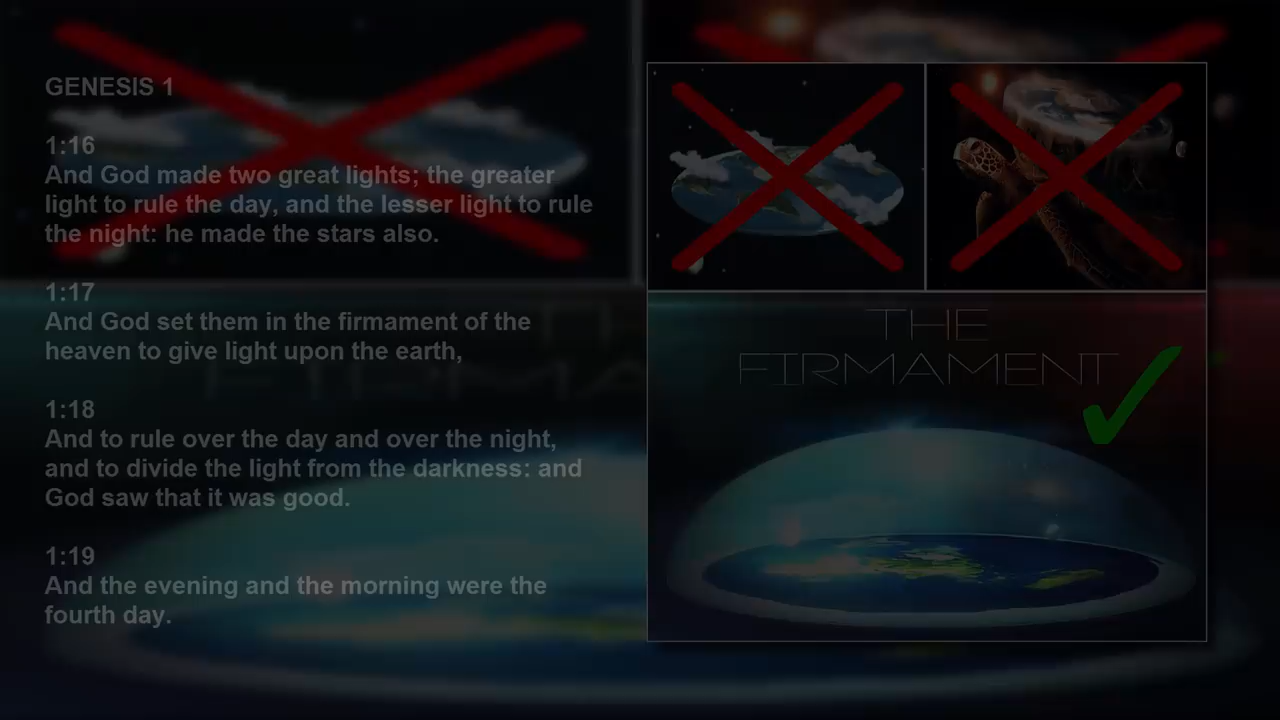 GENESIS 1
1:16
And God made two great lights; the greater
light to rule the day, and the lesser light to rule
the night: he made the stars also.
1:17
And God set them in the firmament of the
heaven to give light upon the earth,
1:18
And to rule over the day and over the night,
and to divide the light from the darkness: and
God saw that it was good.
1:19
And the evening and the morning were the
fourth day.
THE
FIRMAMENT